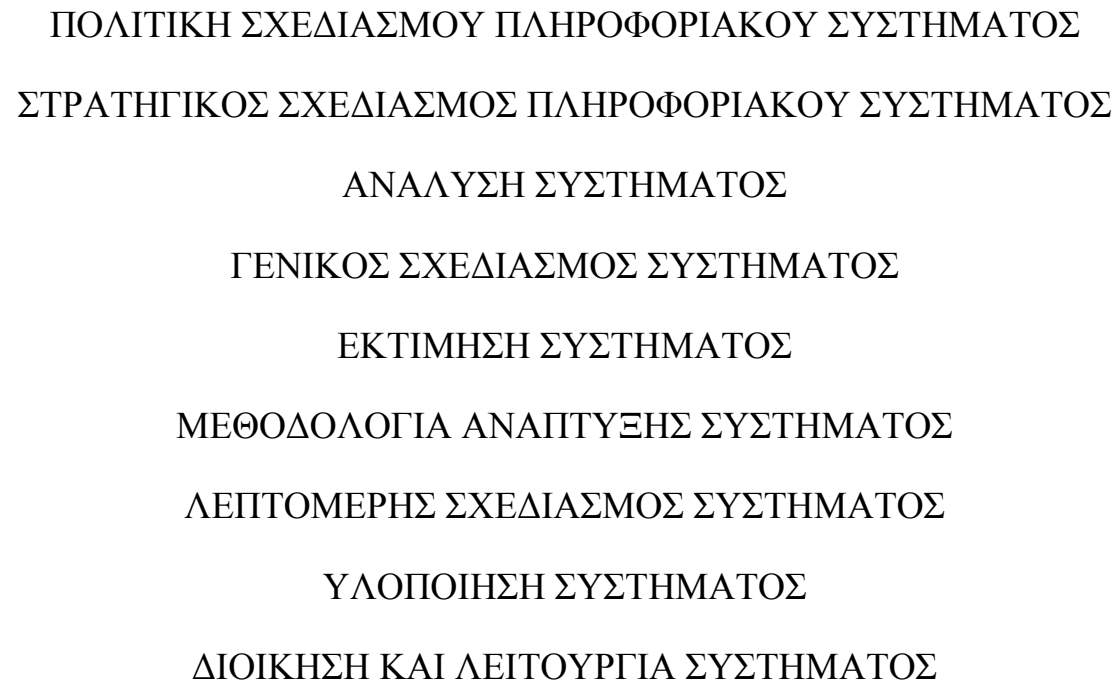 ΠΟΛΙΤΙΚΗ ΣΧΕΔΙΑΣΜΟΥ ΠΛΗΡΟΦΟΡΙΑΚΟΥ ΣΥΣΤΗΜΑΤΟΣ
ΣΤΡΑΤΗΓΙΚΟΣ ΣΧΕΔΙΑΣΜΟΣ ΠΛΗΡΟΦΟΡΙΑΚΟΥ ΣΥΣΤΗΜΑΤΟΣ
ΑΝΑΛΥΣΗ ΣΥΣΤΗΜΑΤΟΣ
ΓΕΝΙΚΟΣ ΣΧΕΔΙΑΣΜΟΣ ΣΥΣΤΗΜΑΤΟΣ
ΕΚΤΙΜΗΣΗ ΣΥΣΤΗΜΑΤΟΣ
ΜΕΘΟΔΟΛΟΓΙΑ ΑΝΑΠΤΥΞΗΣ ΣΥΣΤΗΜΑΤΟΣ
ΛΕΠΤΟΜΕΡΗΣ ΣΧΕΔΙΑΣΜΟΣ ΣΥΣΤΗΜΑΤΟΣ
ΥΛΟΠΟΙΗΣΗ ΣΥΣΤΗΜΑΤΟΣ
ΔΙΟΙΚΗΣΗ ΚΑΙ ΛΕΙΤΟΥΡΓΙΑ ΣΥΣΤΗΜΑΤΟΣ